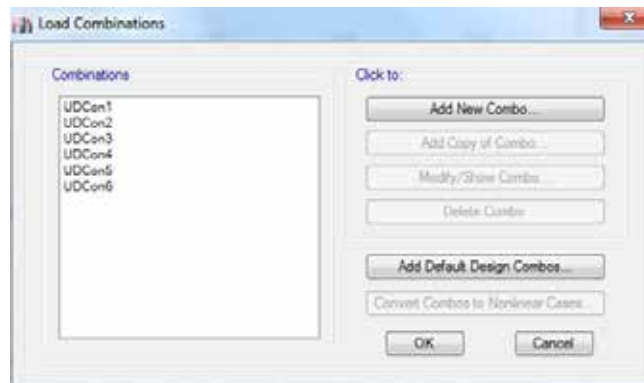 Load Combinations
Combinations
UDCon1
UDCon2
UDCon3
UDCon4
UDCon5
UDCon6
Click to:
Add New Combo...
Add Copy of Combo...
Modify/Show Combo...
Delete Combo
Add Default Design Combos...
Convert Combos to Nonlinear Cases...
OK
Cancel